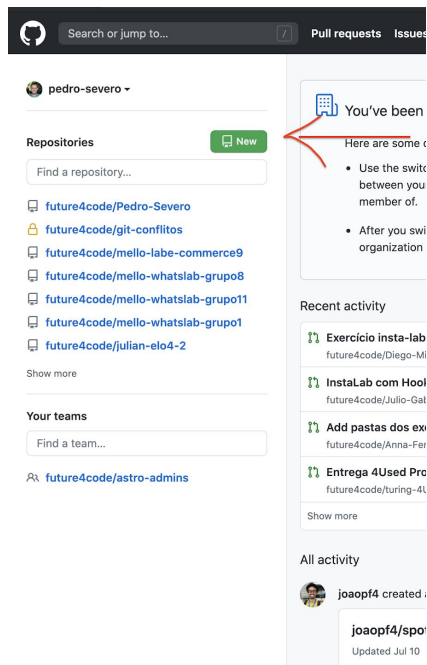 Search or jump to...
/
Pull requests Issues
pedro-severo
Repositories
New
Find a repository...
future4code/Pedro-Severo
future4code/git-conflitos
future4code/mello-labe-commerce9
future4code/mello-whatslab-grupo8
future4code/mello-whatslab-grupo11
future4code/mello-whatslab-grupo1
future4code/julian-elo4-2
Show more
Your teams
Find a team...
future4code/astro-admins
You've been
Here are some
Use the switc
between your
member of.
After you swi
organization
Recent activity
Exercício insta-lab
future4code/Diego-Mi
InstaLab com Hook
future4code/Julio-Gab
Add pastas dos exe
future4code/Anna-Fer
Entrega 4Used Pro
future4code/turing-4U
Show more
All activity
joaopf4 created
joaopf4/spot
Updated Jul 10